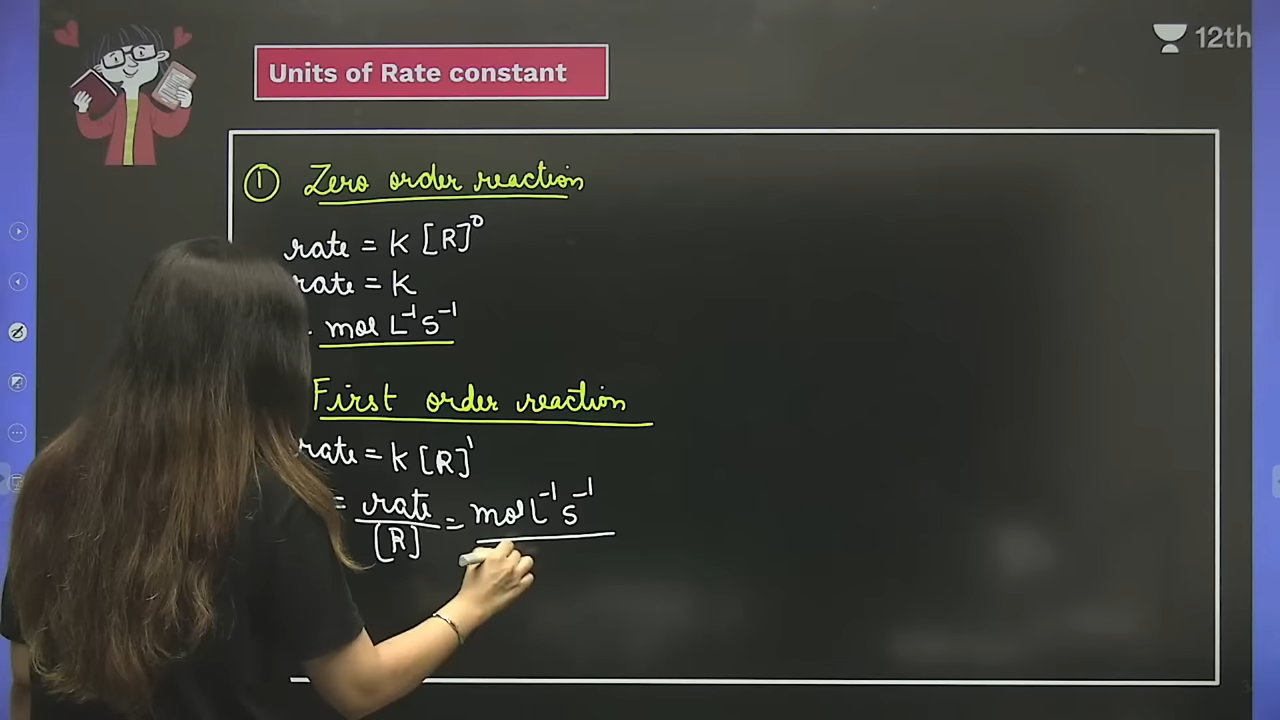 12th
Units of Rate constant
① Zero order reaction
rate = K [R]⁰
rate = K
mol L⁻¹ S⁻¹
First order reaction
rate = K [R]¹
= rate / [R] = mol L⁻¹ S⁻¹